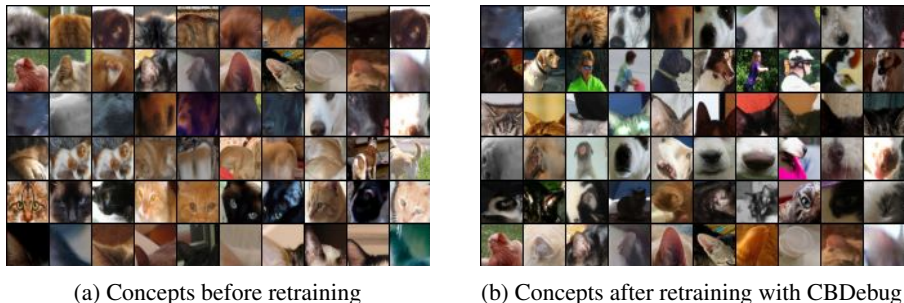 (a) Concepts before retraining
(b) Concepts after retraining with CBDebug